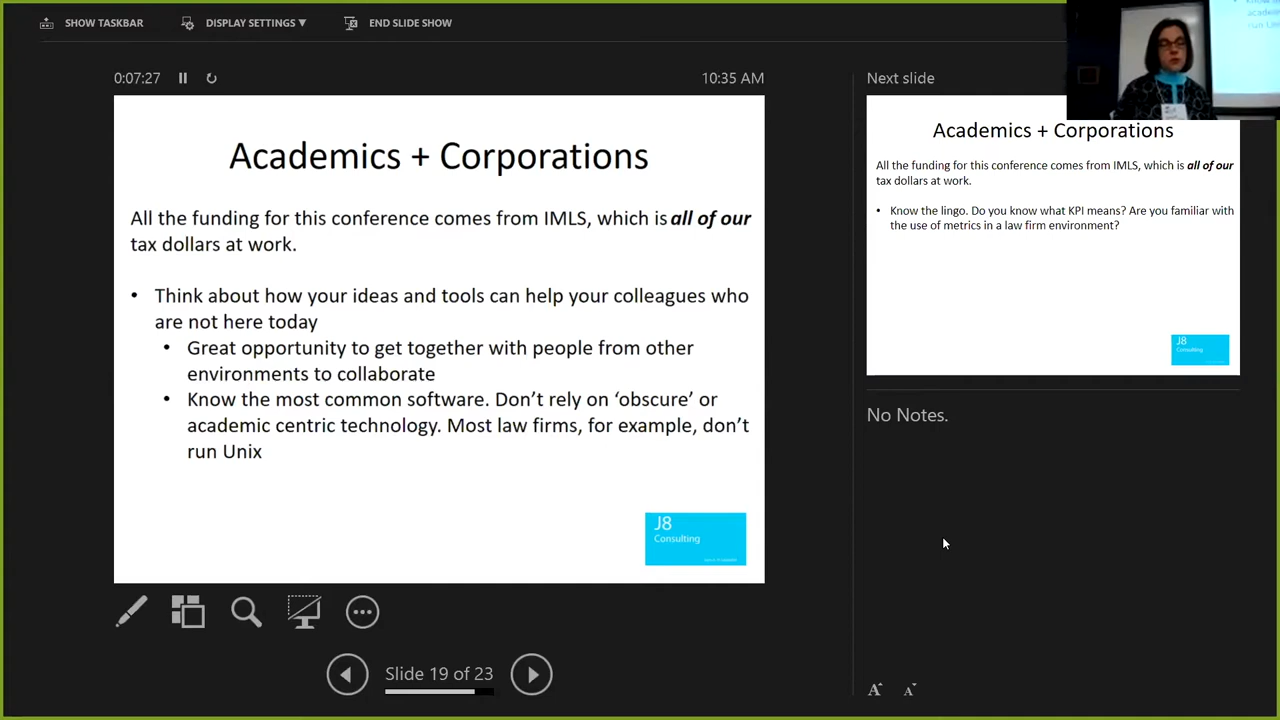 SHOW TASKBAR
DISPLAY SETTINGS ▼
END SLIDE SHOW
0:07:27
10:35 AM
Academics + Corporations
All the funding for this conference comes from IMLS, which is all of our
tax dollars at work.
• Think about how your ideas and tools can help your colleagues who
are not here today
• Great opportunity to get together with people from other
environments to collaborate
• Know the most common software. Don’t rely on ‘obscure’ or
academic centric technology. Most law firms, for example, don’t
run Unix
J8
Consulting
Slide 19 of 23
Next slide
Academics + Corporations
All the funding for this conference comes from IMLS, which is all of our
tax dollars at work.
• Know the lingo. Do you know what KPI means? Are you familiar with
the use of metrics in a law firm environment?
J8
Consulting
No Notes.
A
A